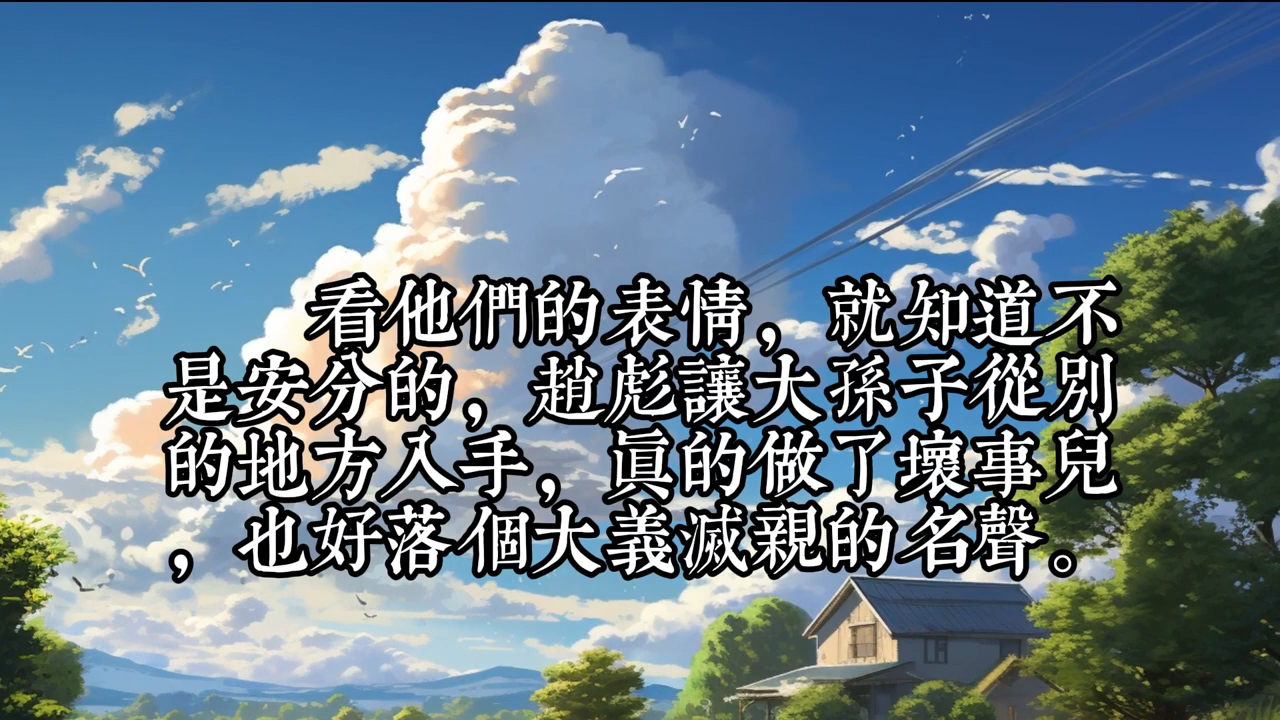 看他們的表情，就知道不
是安分的，趙彪讓大孫子從別
的地方入手，真的做了壞事兒
，也好落個大義滅親的名聲。